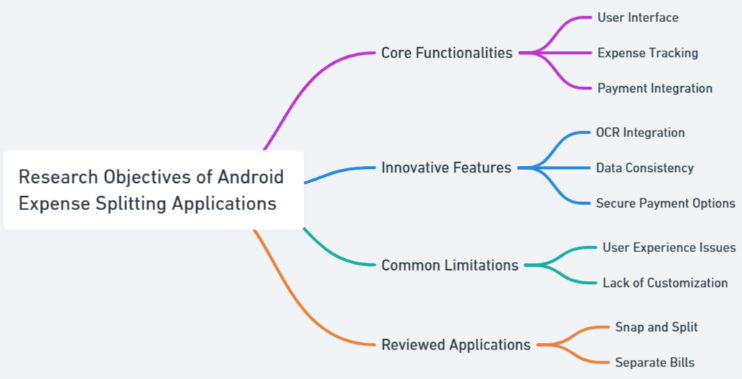 Research Objectives of Android
Expense Splitting Applications
Core Functionalities
User Interface
Expense Tracking
Payment Integration
Innovative Features
OCR Integration
Data Consistency
Secure Payment Options
Common Limitations
User Experience Issues
Lack of Customization
Reviewed Applications
Snap and Split
Separate Bills